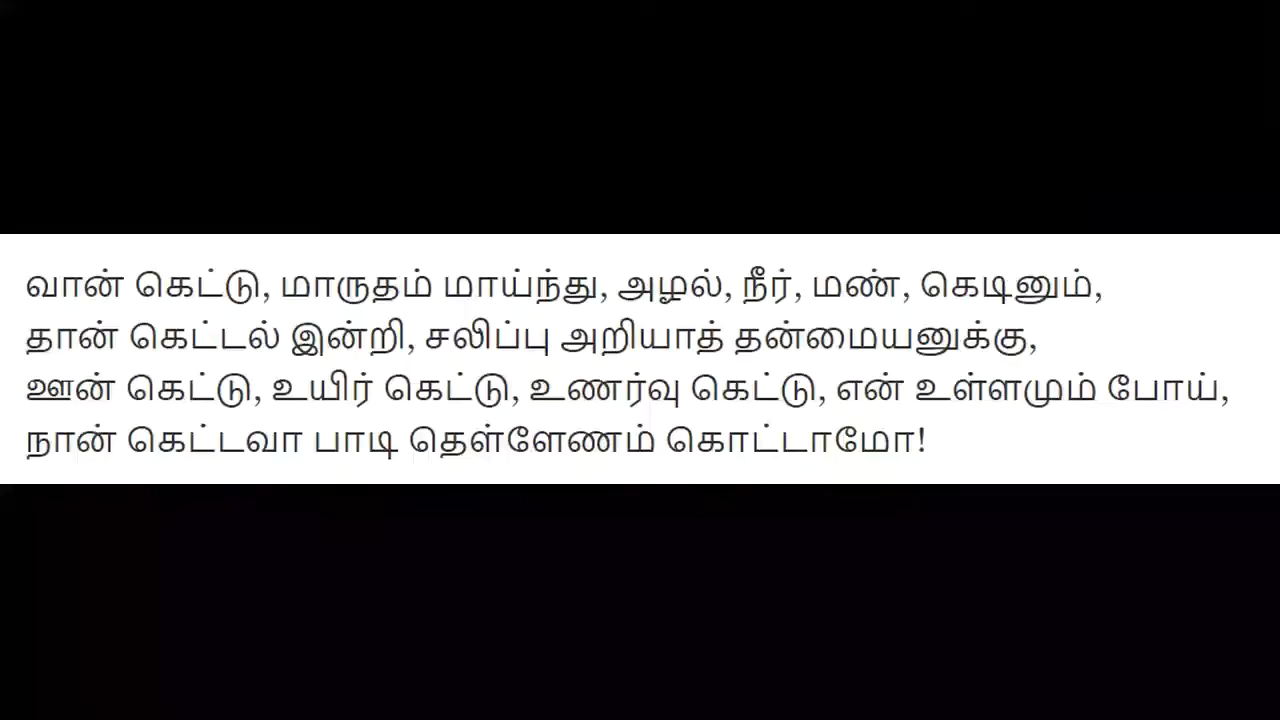 வான் கெட்டு, மாருதம் மாய்ந்து, அழல், நீர், மண், கெடினும்,
தான் கெட்டல் இன்றி, சலிப்பு அறியாத் தன்மையனுக்கு,
ஊன் கெட்டு, உயிர் கெட்டு, உணர்வு கெட்டு, என் உள்ளமும் போய்,
நான் கெட்டவா பாடி தெள்ளேணம் கொட்டாமோ!